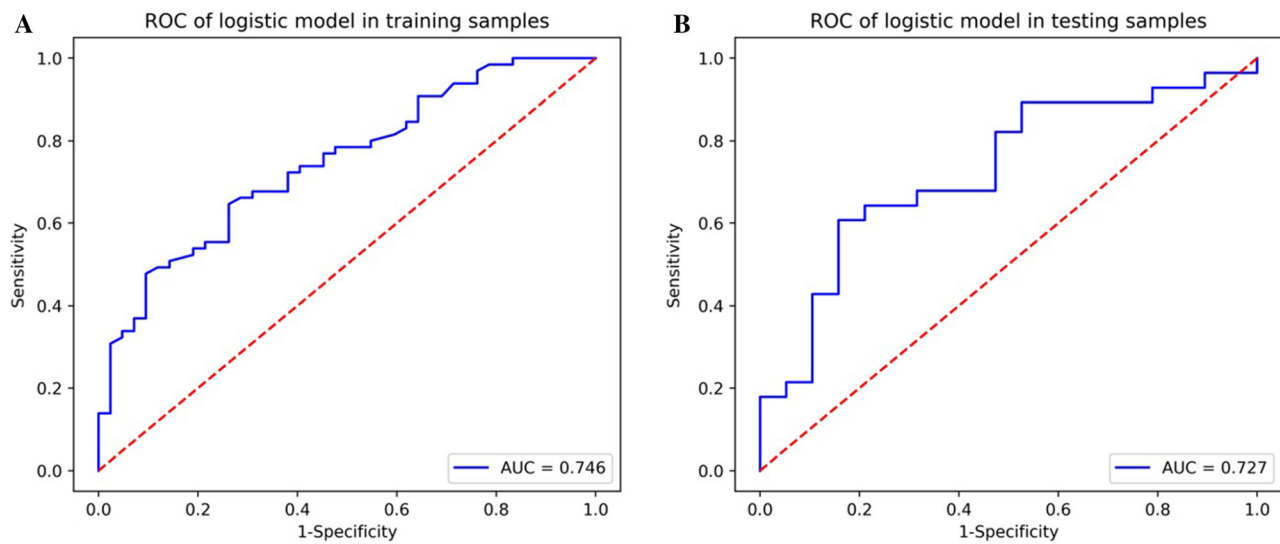 A
ROC of logistic model in training samples
1.0
0.8
0.6
0.4
0.2
0.0
Sensitivity
0.0 0.2 0.4 0.6 0.8 1.0
1-Specificity
AUC = 0.746
B
ROC of logistic model in testing samples
1.0
0.8
0.6
0.4
0.2
0.0
Sensitivity
0.0 0.2 0.4 0.6 0.8 1.0
1-Specificity
AUC = 0.727